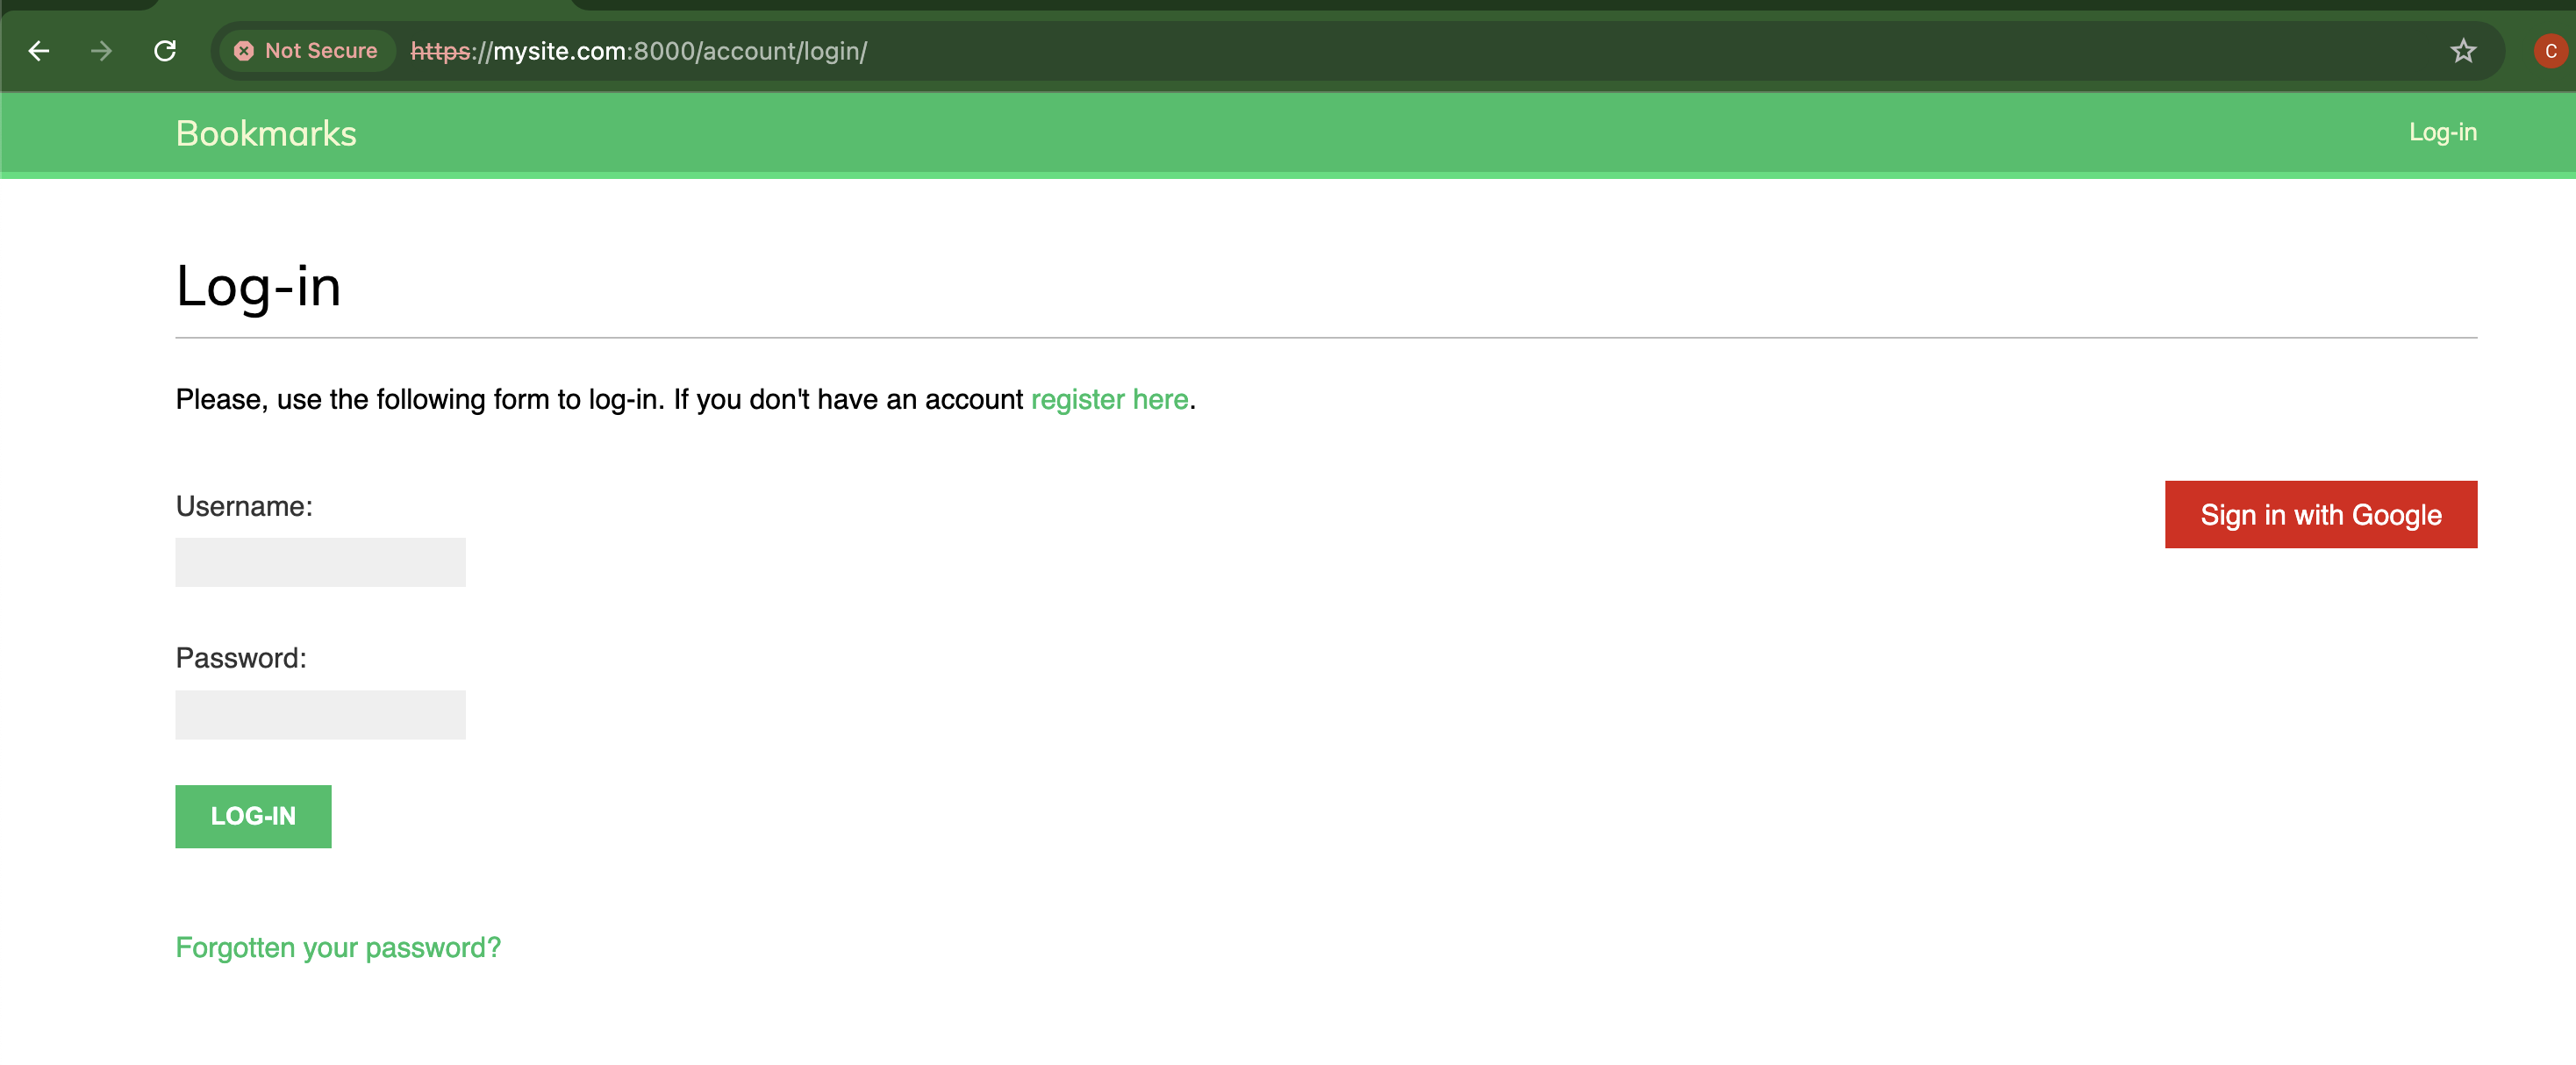 Not Secure https://mysite.com:8000/account/login/ C
Bookmarks Log-in
Log-in
Please, use the following form to log-in. If you don't have an account register here.
Username:
Sign in with Google
Password:
LOG-IN
Forgotten your password?